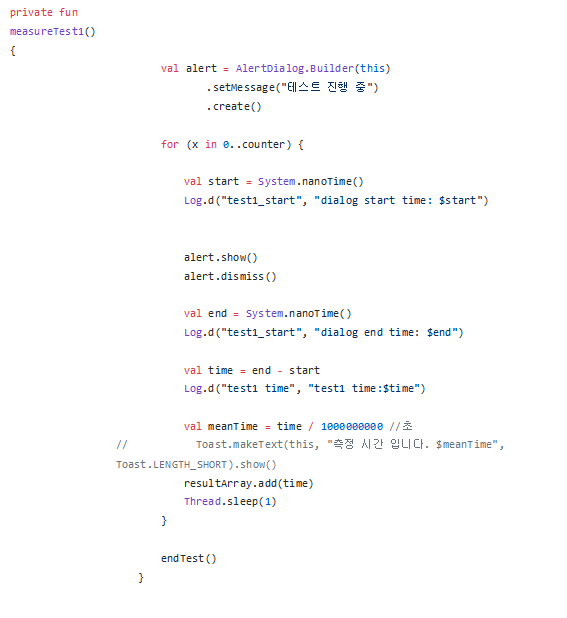 private fun
measureTest1()
{
val alert = AlertDialog.Builder(this)
.setMessage("테스트 진행 중")
.create()
for (x in 0..counter) {
val start = System.nanoTime()
Log.d("test1_start", "dialog start time: $start")
alert.show()
alert.dismiss()
val end = System.nanoTime()
Log.d("test1_start", "dialog end time: $end")
val time = end - start
Log.d("test1 time", "test1 time:$time")
val meanTime = time / 1000000000 //초
// Toast.makeText(this, "측정 시간 입니다. $meanTime",
Toast.LENGTH_SHORT).show()
resultArray.add(time)
Thread.sleep(1)
}
endTest()
}